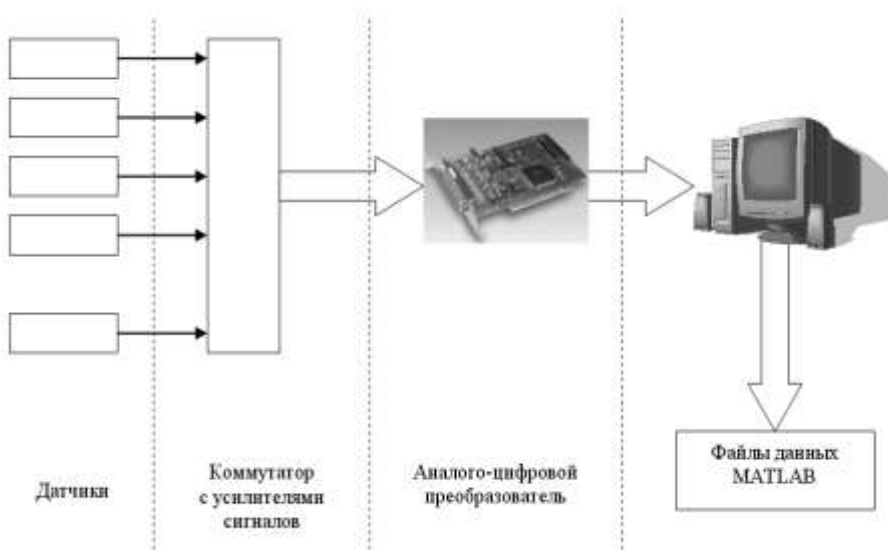 Датчики
Коммутатор
с усилителями
сигналов
Аналого-цифровой
преобразователь
Файлы данных
MATLAB